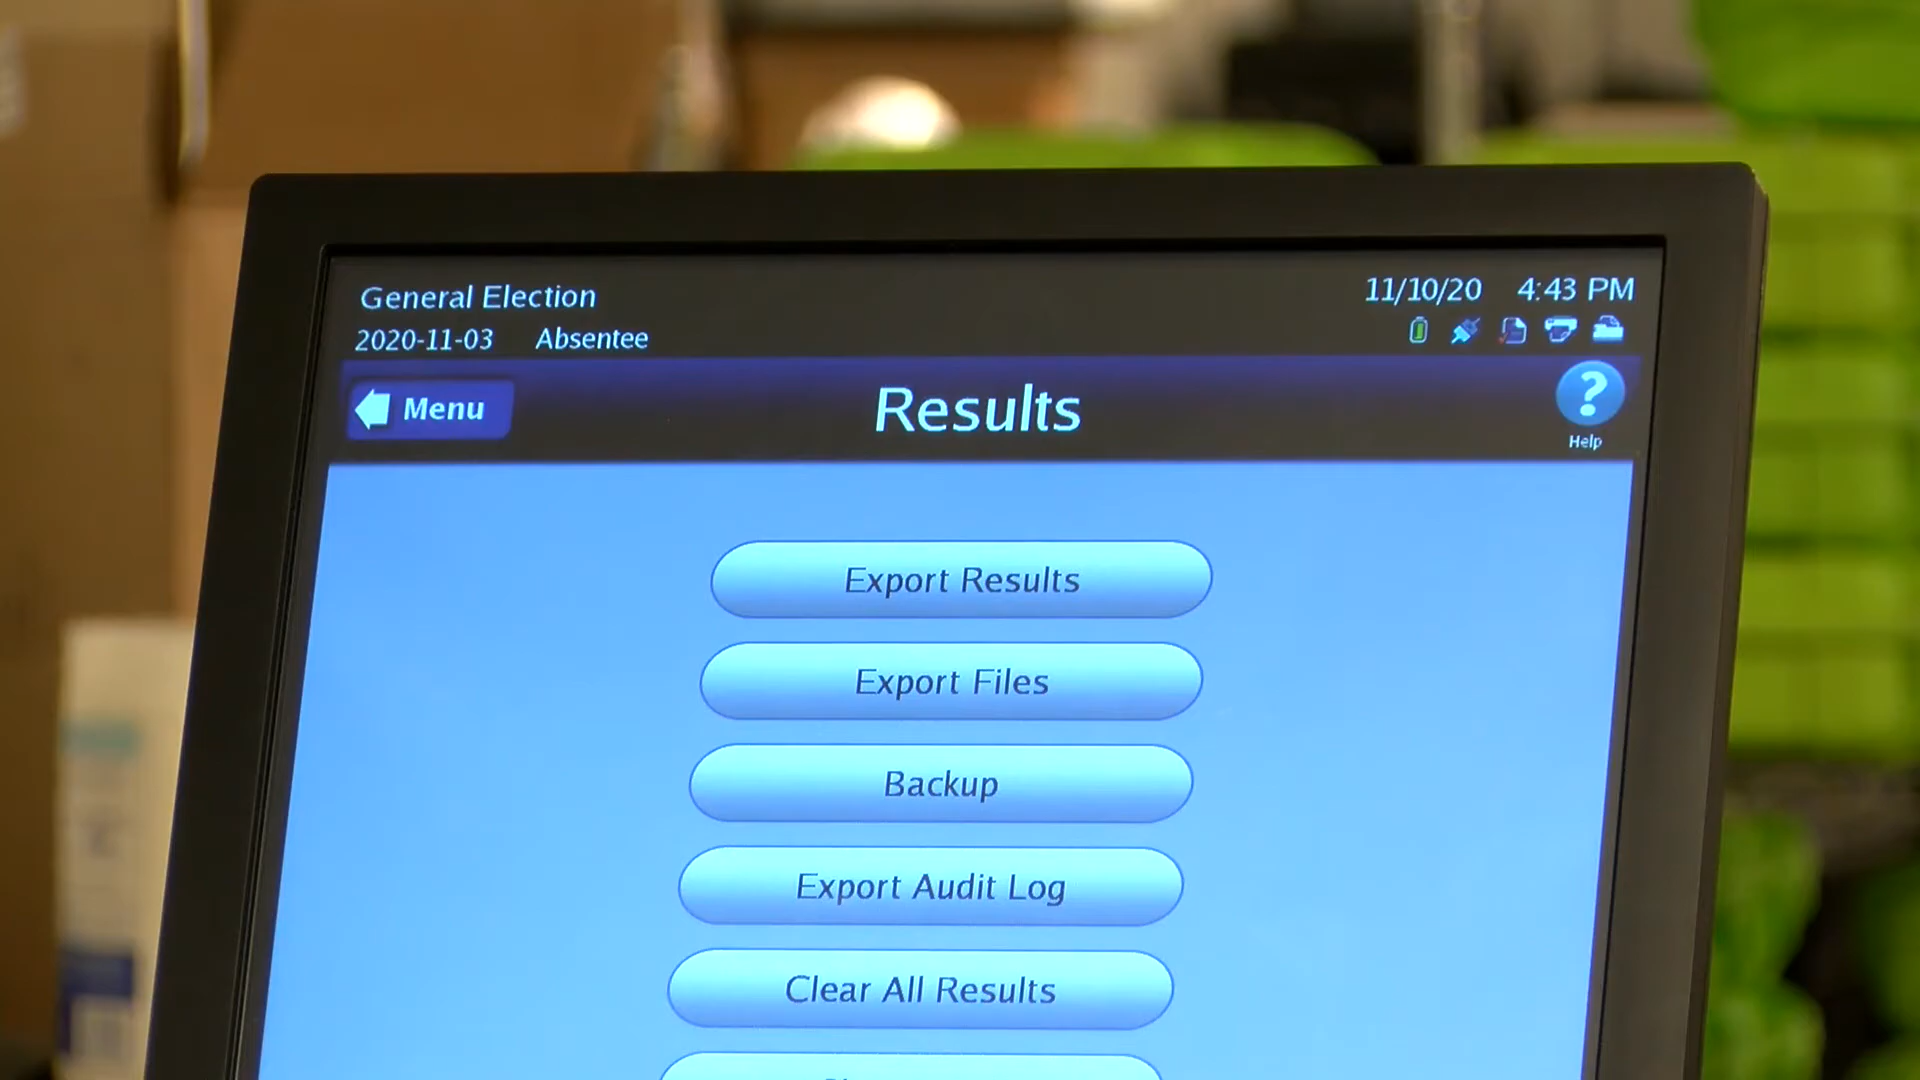 General Election
11/10/20 4:43 PM
2020-11-03 Absentee
Menu
Results
?
Help
Export Results
Export Files
Backup
Export Audit Log
Clear All Results